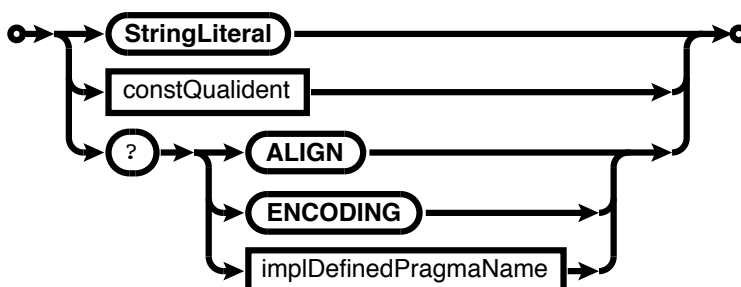 StringLiteral
constQualident
? ALIGN
ENCODING
implDefinedPragmaName